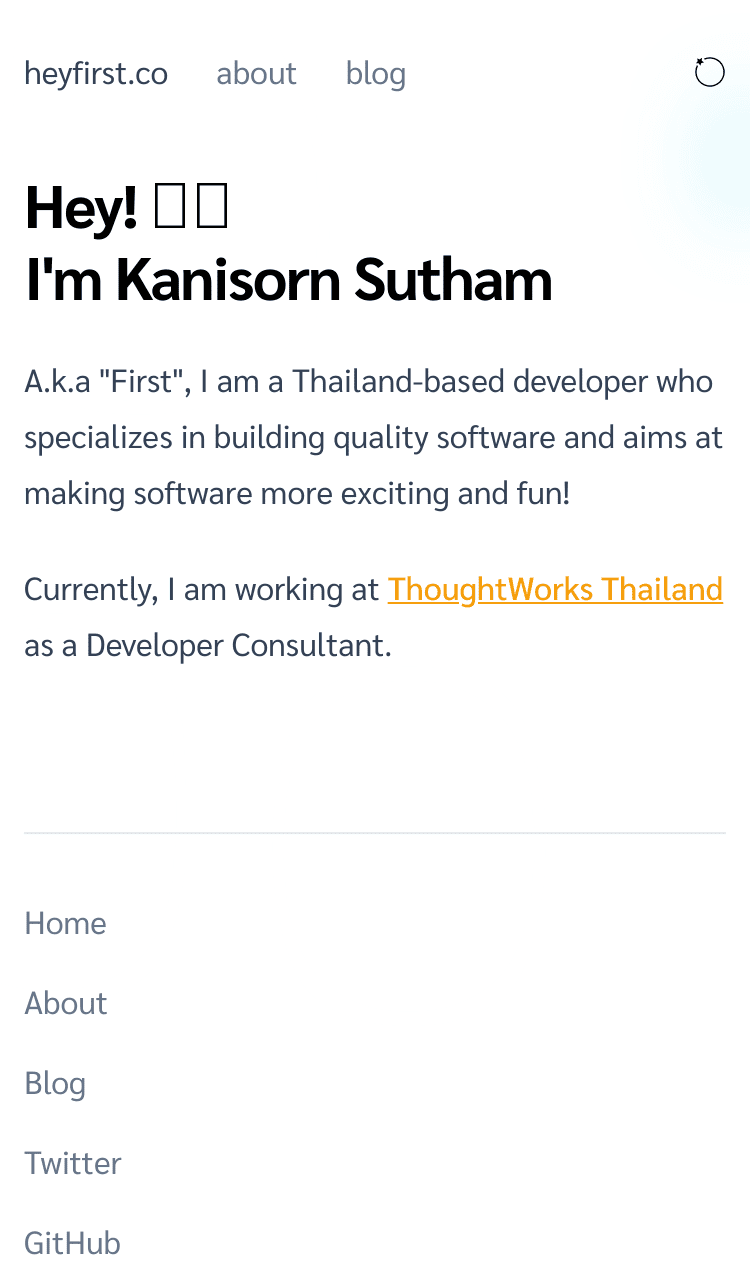 heyfirst.co about blog
Hey!
I'm Kanisorn Sutham
A.k.a "First", I am a Thailand-based developer who
specializes in building quality software and aims at
making software more exciting and fun!
Currently, I am working at ThoughtWorks Thailand
as a Developer Consultant.
Home
About
Blog
Twitter
GitHub